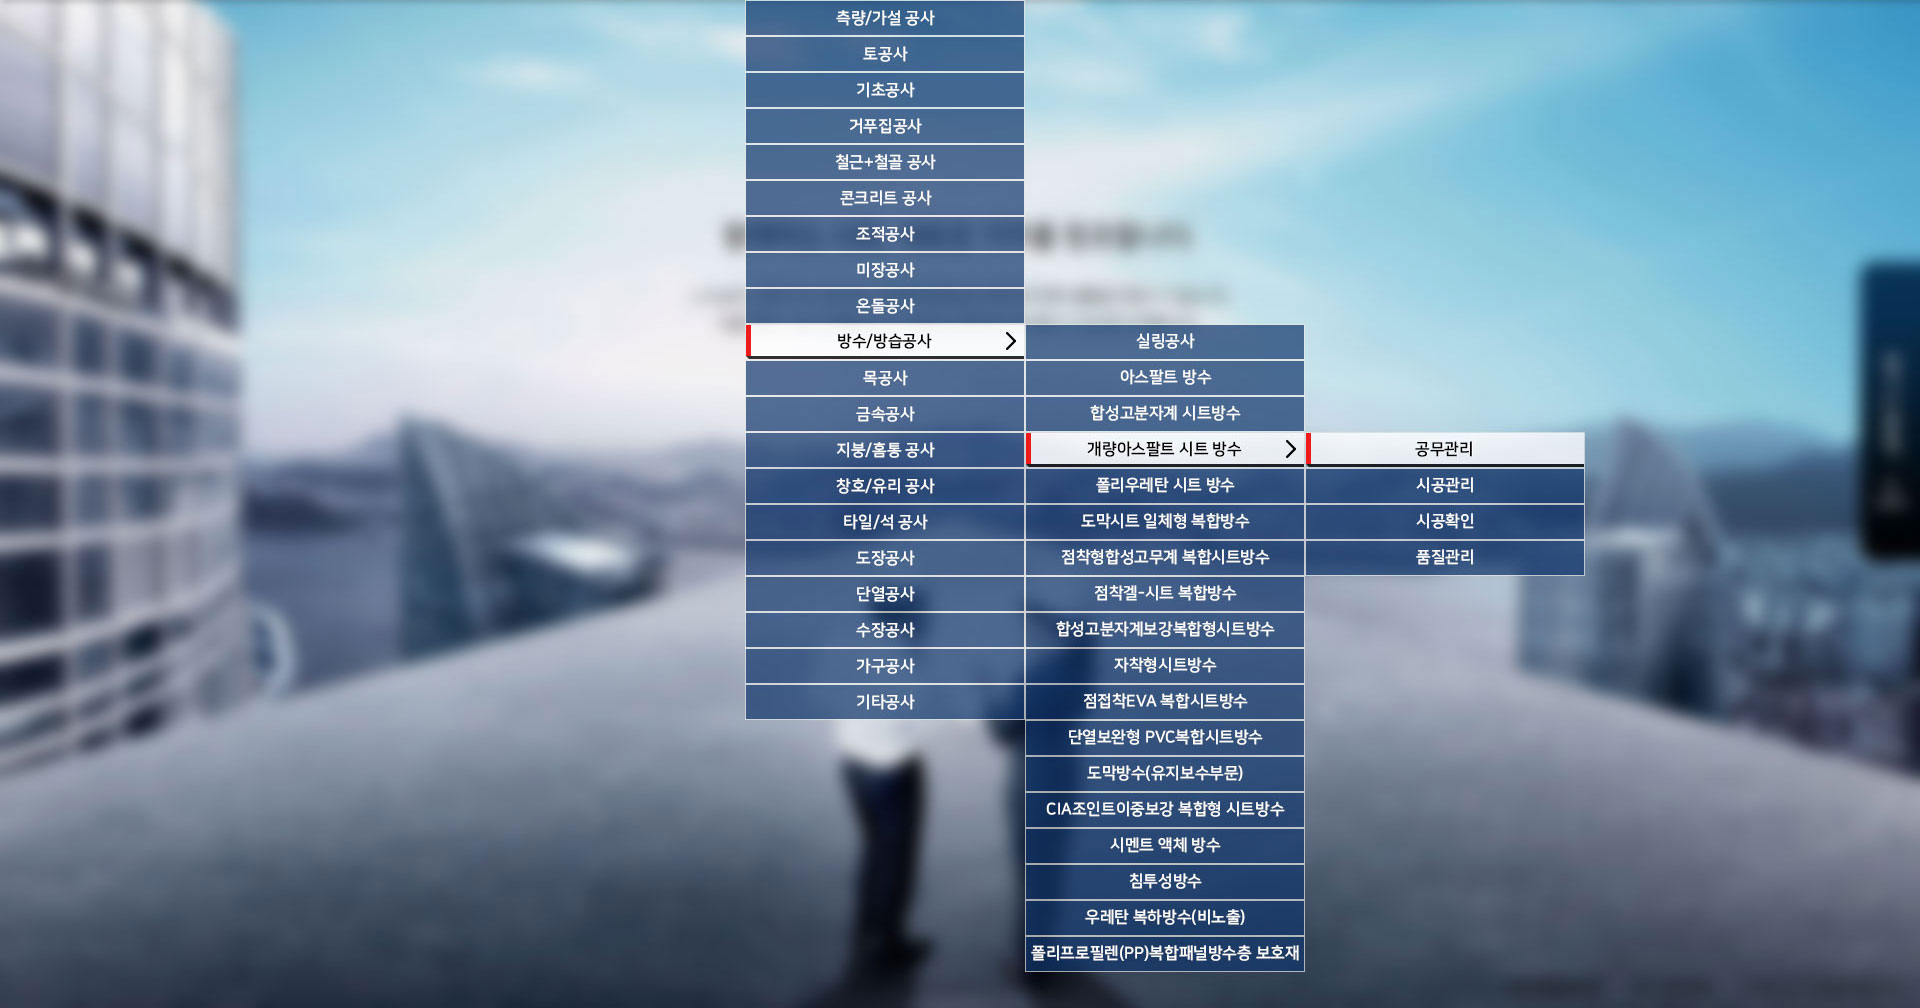 측량/가설 공사
토공사
기초공사
거푸집공사
철근+철골 공사
콘크리트 공사
조적공사
미장공사
온돌공사
방수/방습공사
목공사
금속공사
지붕/홈통 공사
창호/유리 공사
타일/석 공사
도장공사
단열공사
수장공사
가구공사
기타공사
실링공사
아스팔트 방수
합성고분자계 시트방수
개량아스팔트 시트 방수
폴리우레탄 시트 방수
도막시트 일체형 복합방수
점착형합성고무계 복합시트방수
점착겔-시트 복합방수
합성고분자계보강복합형시트방수
자착형시트방수
점접착EVA 복합시트방수
단열보완형 PVC복합시트방수
도막방수(유지보수부문)
CIA조인트이중보강 복합형 시트방수
시멘트 액체 방수
침투성방수
우레탄 복하방수(비노출)
폴리프로필렌(PP)복합패널방수층 보호재
공무관리
시공관리
시공확인
품질관리